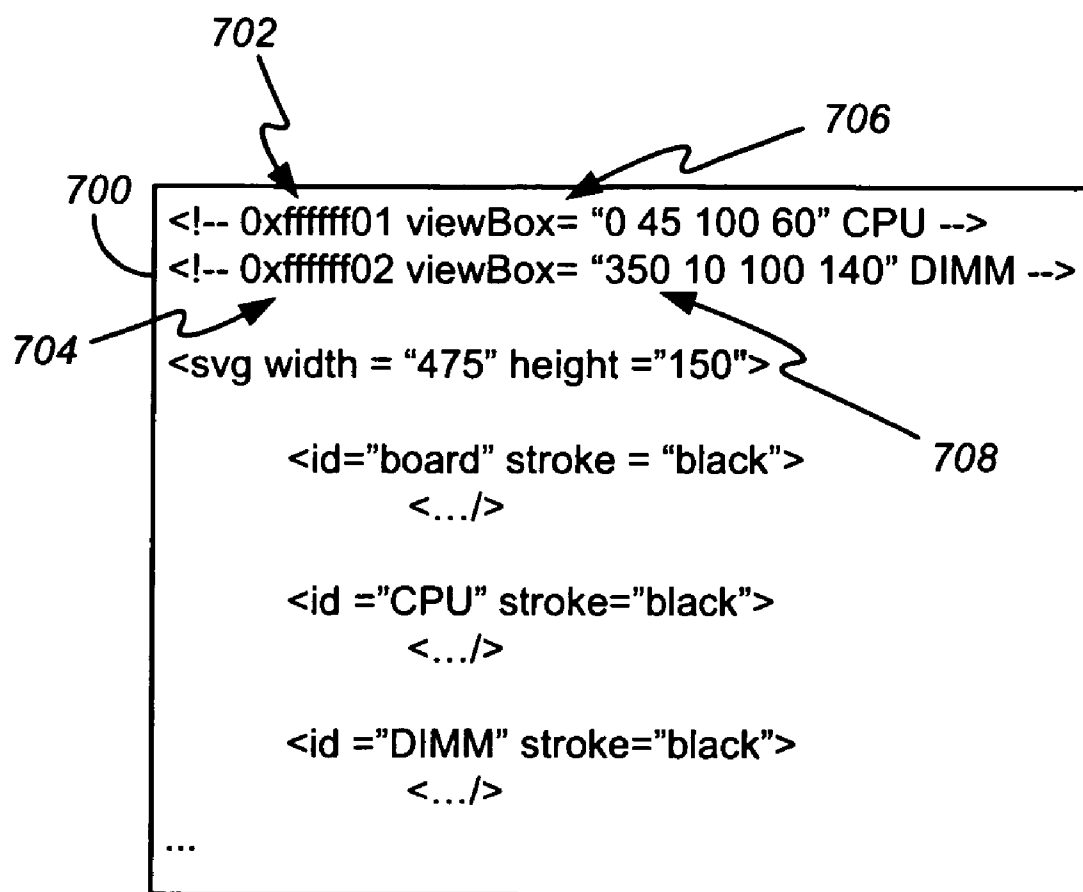 702
706
700
<!-- 0xffffff01 viewBox= “0 45 100 60” CPU -->
<!-- 0xffffff02 viewBox= “350 10 100 140” DIMM -->
704
<svg width = “475” height =”150”>
708
<id=”board” stroke = “black”>
<.../>
<id =”CPU” stroke=”black”>
<.../>
<id =”DIMM” stroke=”black”>
<.../>
...